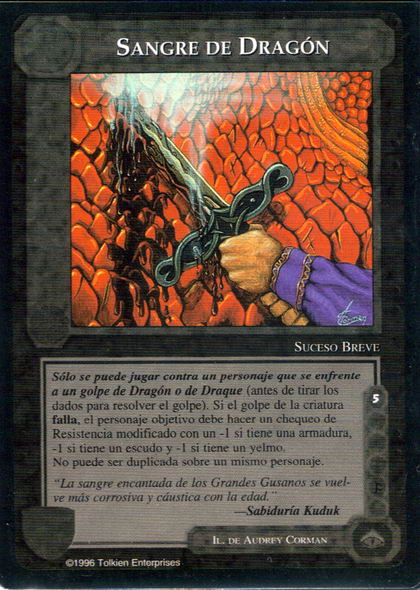 SANGRE DE DRAGÓN
SUCESO BREVE
Sólo se puede jugar contra un personaje que se enfrente
a un golpe de Dragón o de Draque (antes de tirar los
dados para resolver el golpe). Si el golpe de la criatura
falla, el personaje objetivo debe hacer un chequeo de
Resistencia modificado con un -1 si tiene una armadura,
-1 si tiene un escudo y -1 si tiene un yelmo.
No puede ser duplicada sobre un mismo personaje.
5
"La sangre encantada de los Grandes Gusanos se vuel-
ve más corrosiva y cáustica con la edad."
—Sabiduría Kuduk
IL. DE AUDREY CORMAN
©1996 Tolkien Enterprises